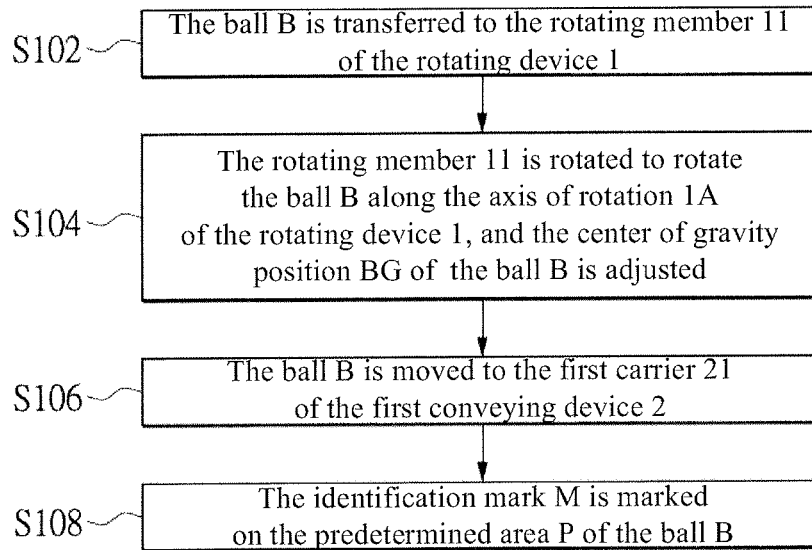 S102
The ball B is transferred to the rotating member 11
of the rotating device 1
S104
The rotating member 11 is rotated to rotate
the ball B along the axis of rotation 1A
of the rotating device 1, and the center of gravity
position BG of the ball B is adjusted
S106
The ball B is moved to the first carrier 21
of the first conveying device 2
S108
The identification mark M is marked
on the predetermined area P of the ball B